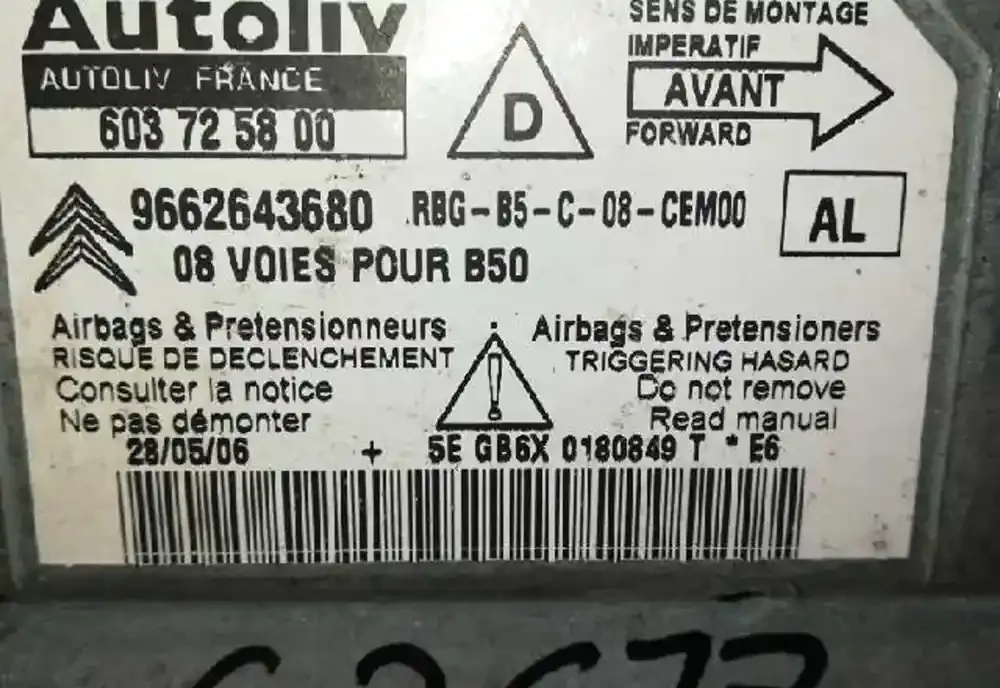 Autoliv
AUTOLIV FRANCE
603 72 58 00
D
SENS DE MONTAGE
IMPERATIF
AVANT
FORWARD
9662643680 RBG-B5-C-08-CEM00
AL
08 VOIES POUR B50
Airbags & Pretensionneurs
RISQUE DE DECLENCHEMENT
Consulter la notice
Ne pas démonter
!
Airbags & Pretensioners
TRIGGERING HASARD
Do not remove
Read manual
28/05/06 + 5E GB6X 0180849 T * E6